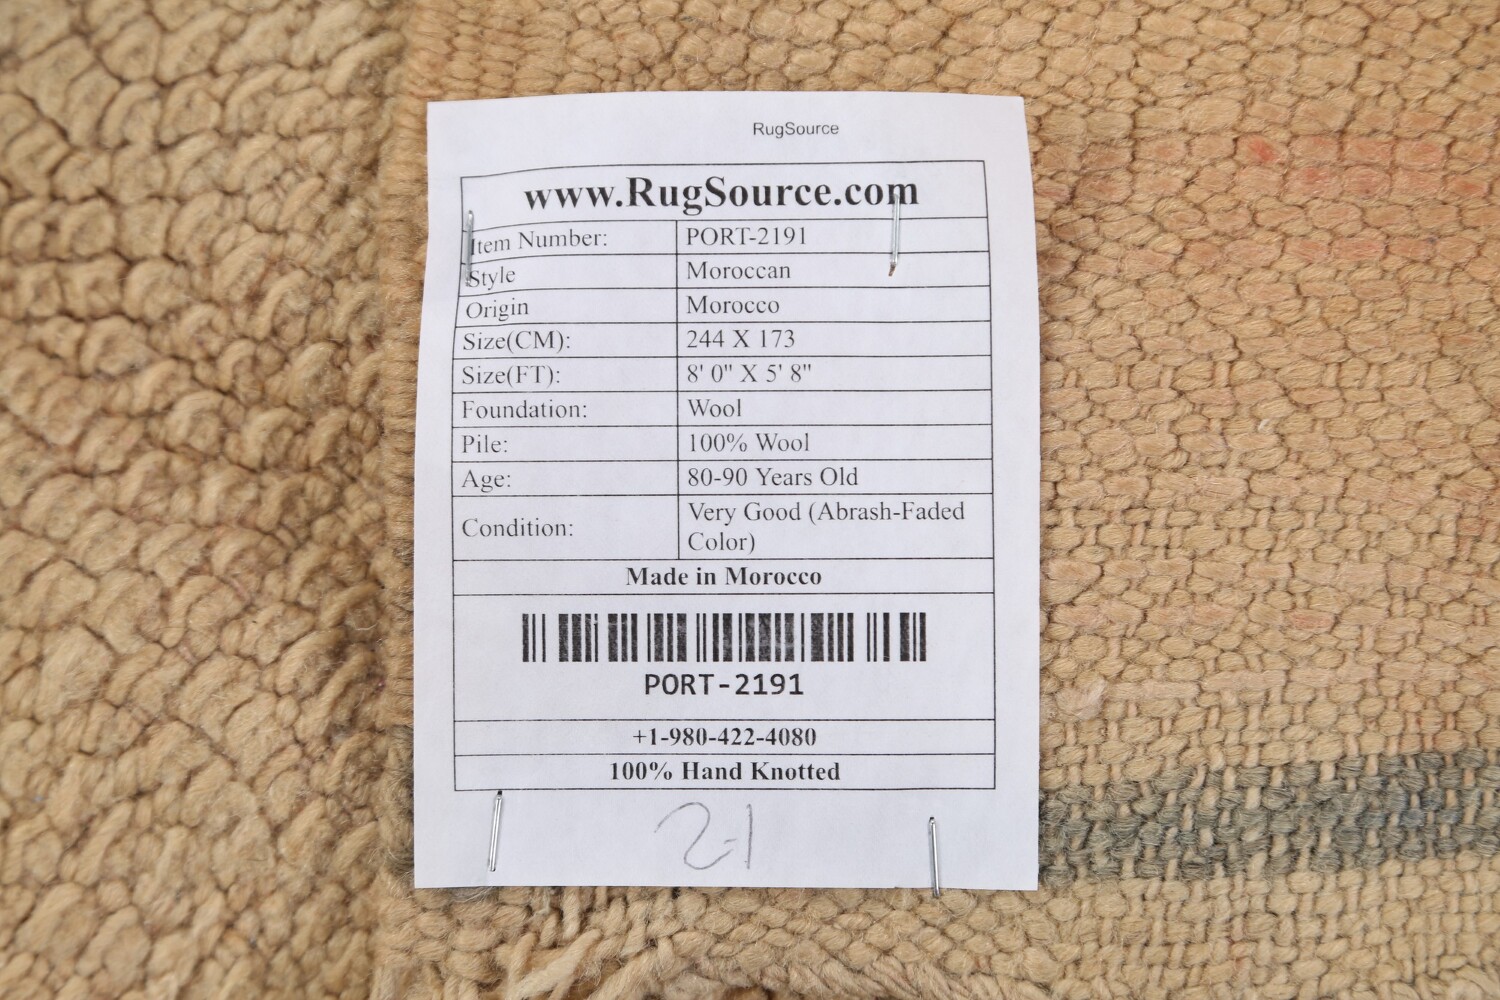 RugSource
www.RugSource.com
Item Number: PORT-2191
Style Moroccan
Origin Morocco
Size(CM): 244 X 173
Size(FT): 8' 0" X 5' 8"
Foundation: Wool
Pile: 100% Wool
Age: 80-90 Years Old
Condition: Very Good (Abrash-Faded
Color)
Made in Morocco
PORT-2191
+1-980-422-4080
100% Hand Knotted
2-1